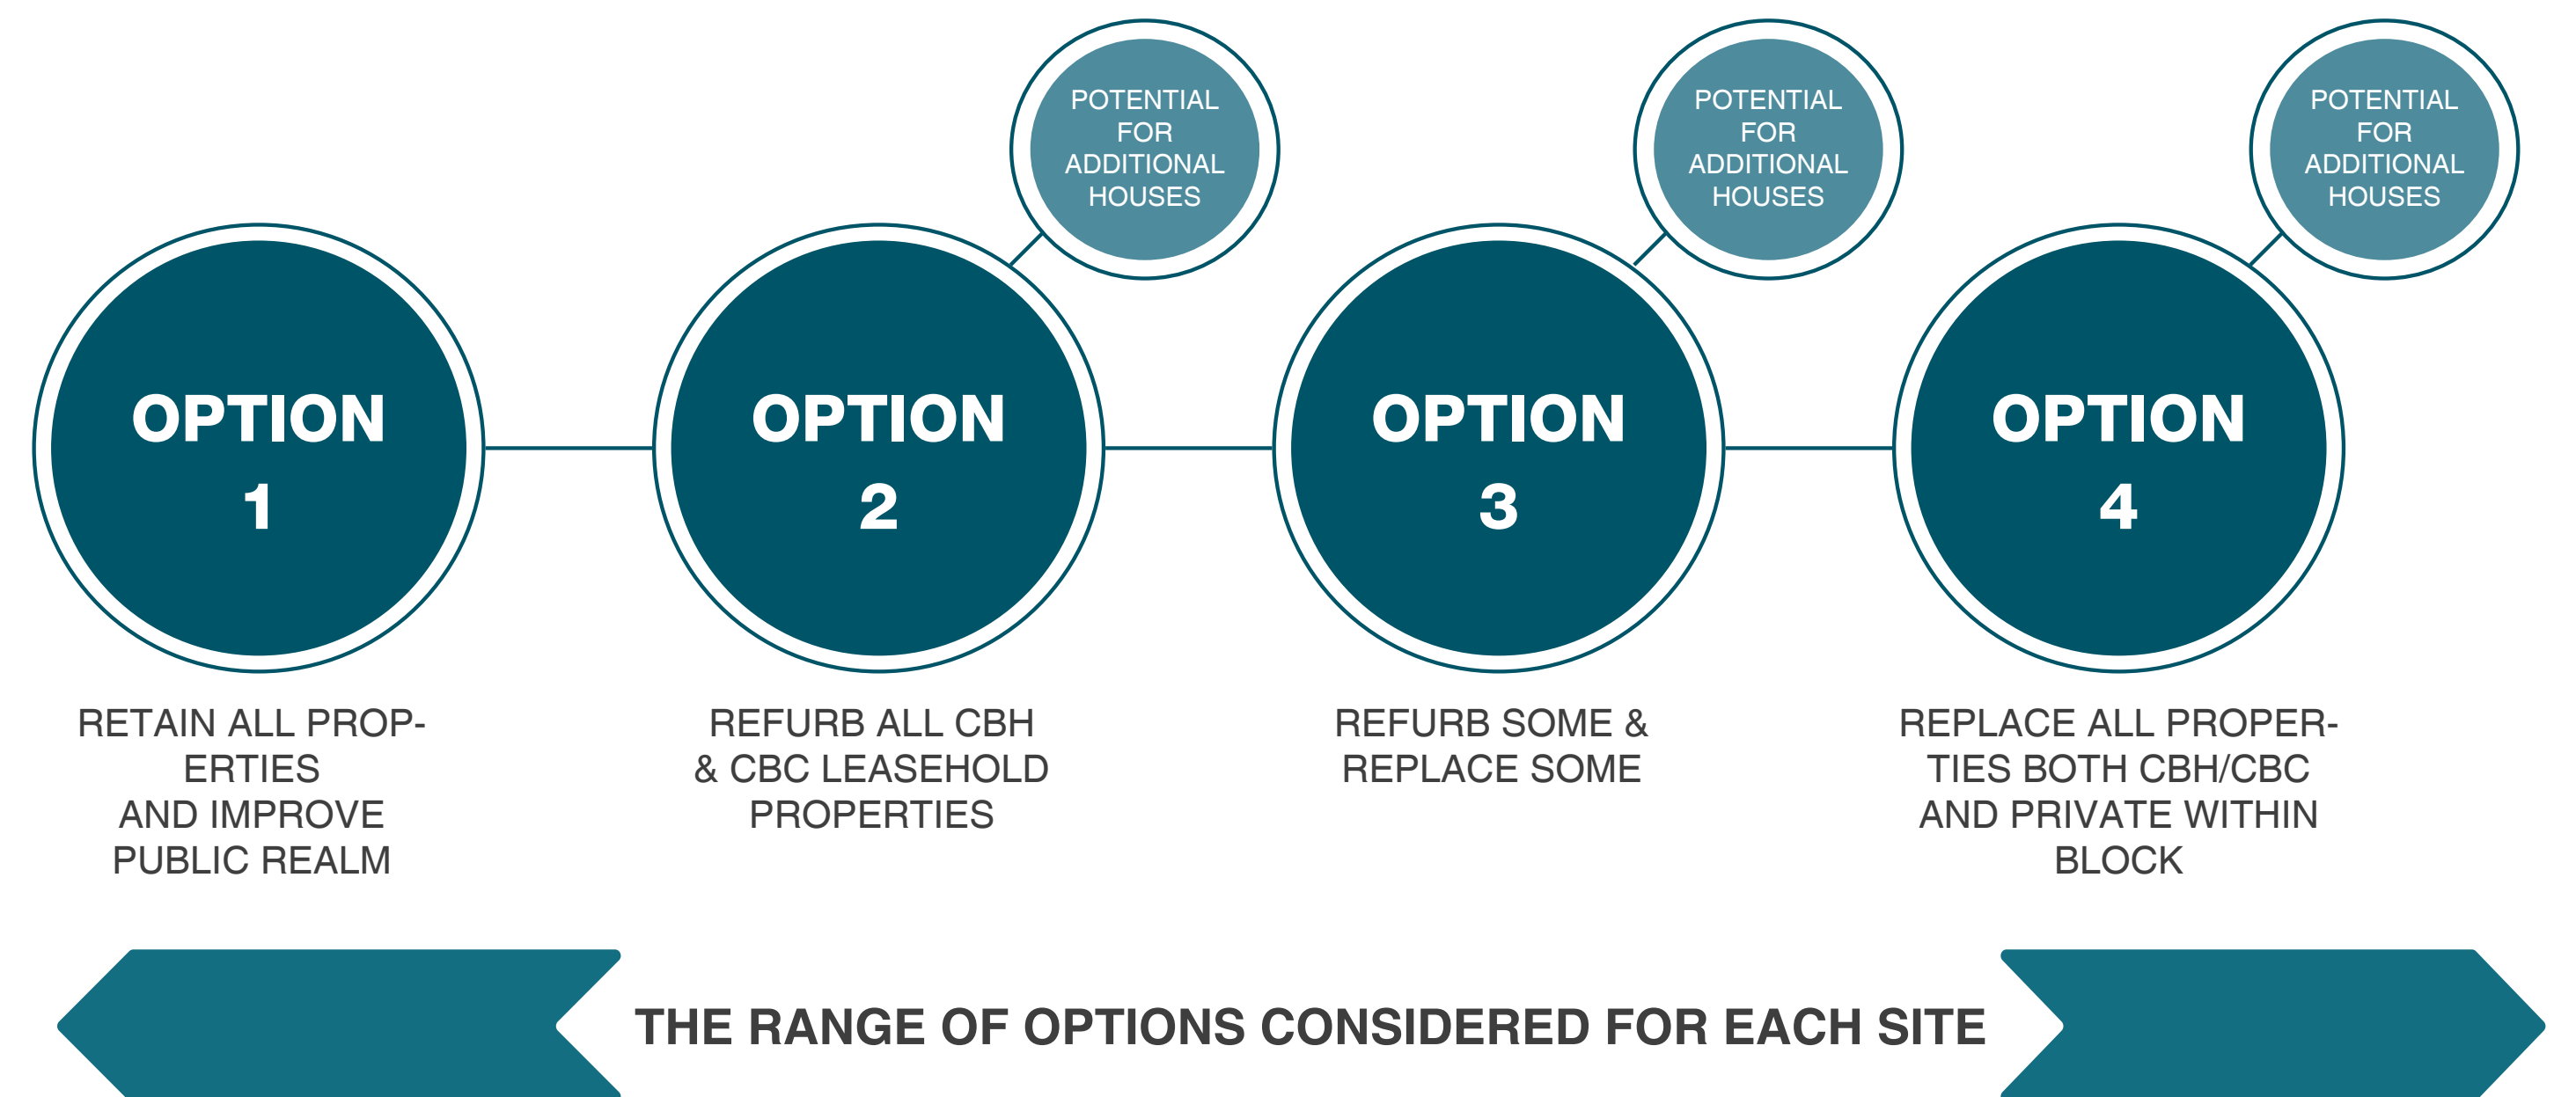 POTENTIAL
FOR
ADDITIONAL
HOUSES
POTENTIAL
FOR
ADDITIONAL
HOUSES
POTENTIAL
FOR
ADDITIONAL
HOUSES
OPTION
1
OPTION
2
OPTION
3
OPTION
4
RETAIN ALL PROP-
ERTIES
AND IMPROVE
PUBLIC REALM
REFURB ALL CBH
& CBC LEASEHOLD
PROPERTIES
REFURB SOME &
REPLACE SOME
REPLACE ALL PROPER-
TIES BOTH CBH/CBC
AND PRIVATE WITHIN
BLOCK
THE RANGE OF OPTIONS CONSIDERED FOR EACH SITE